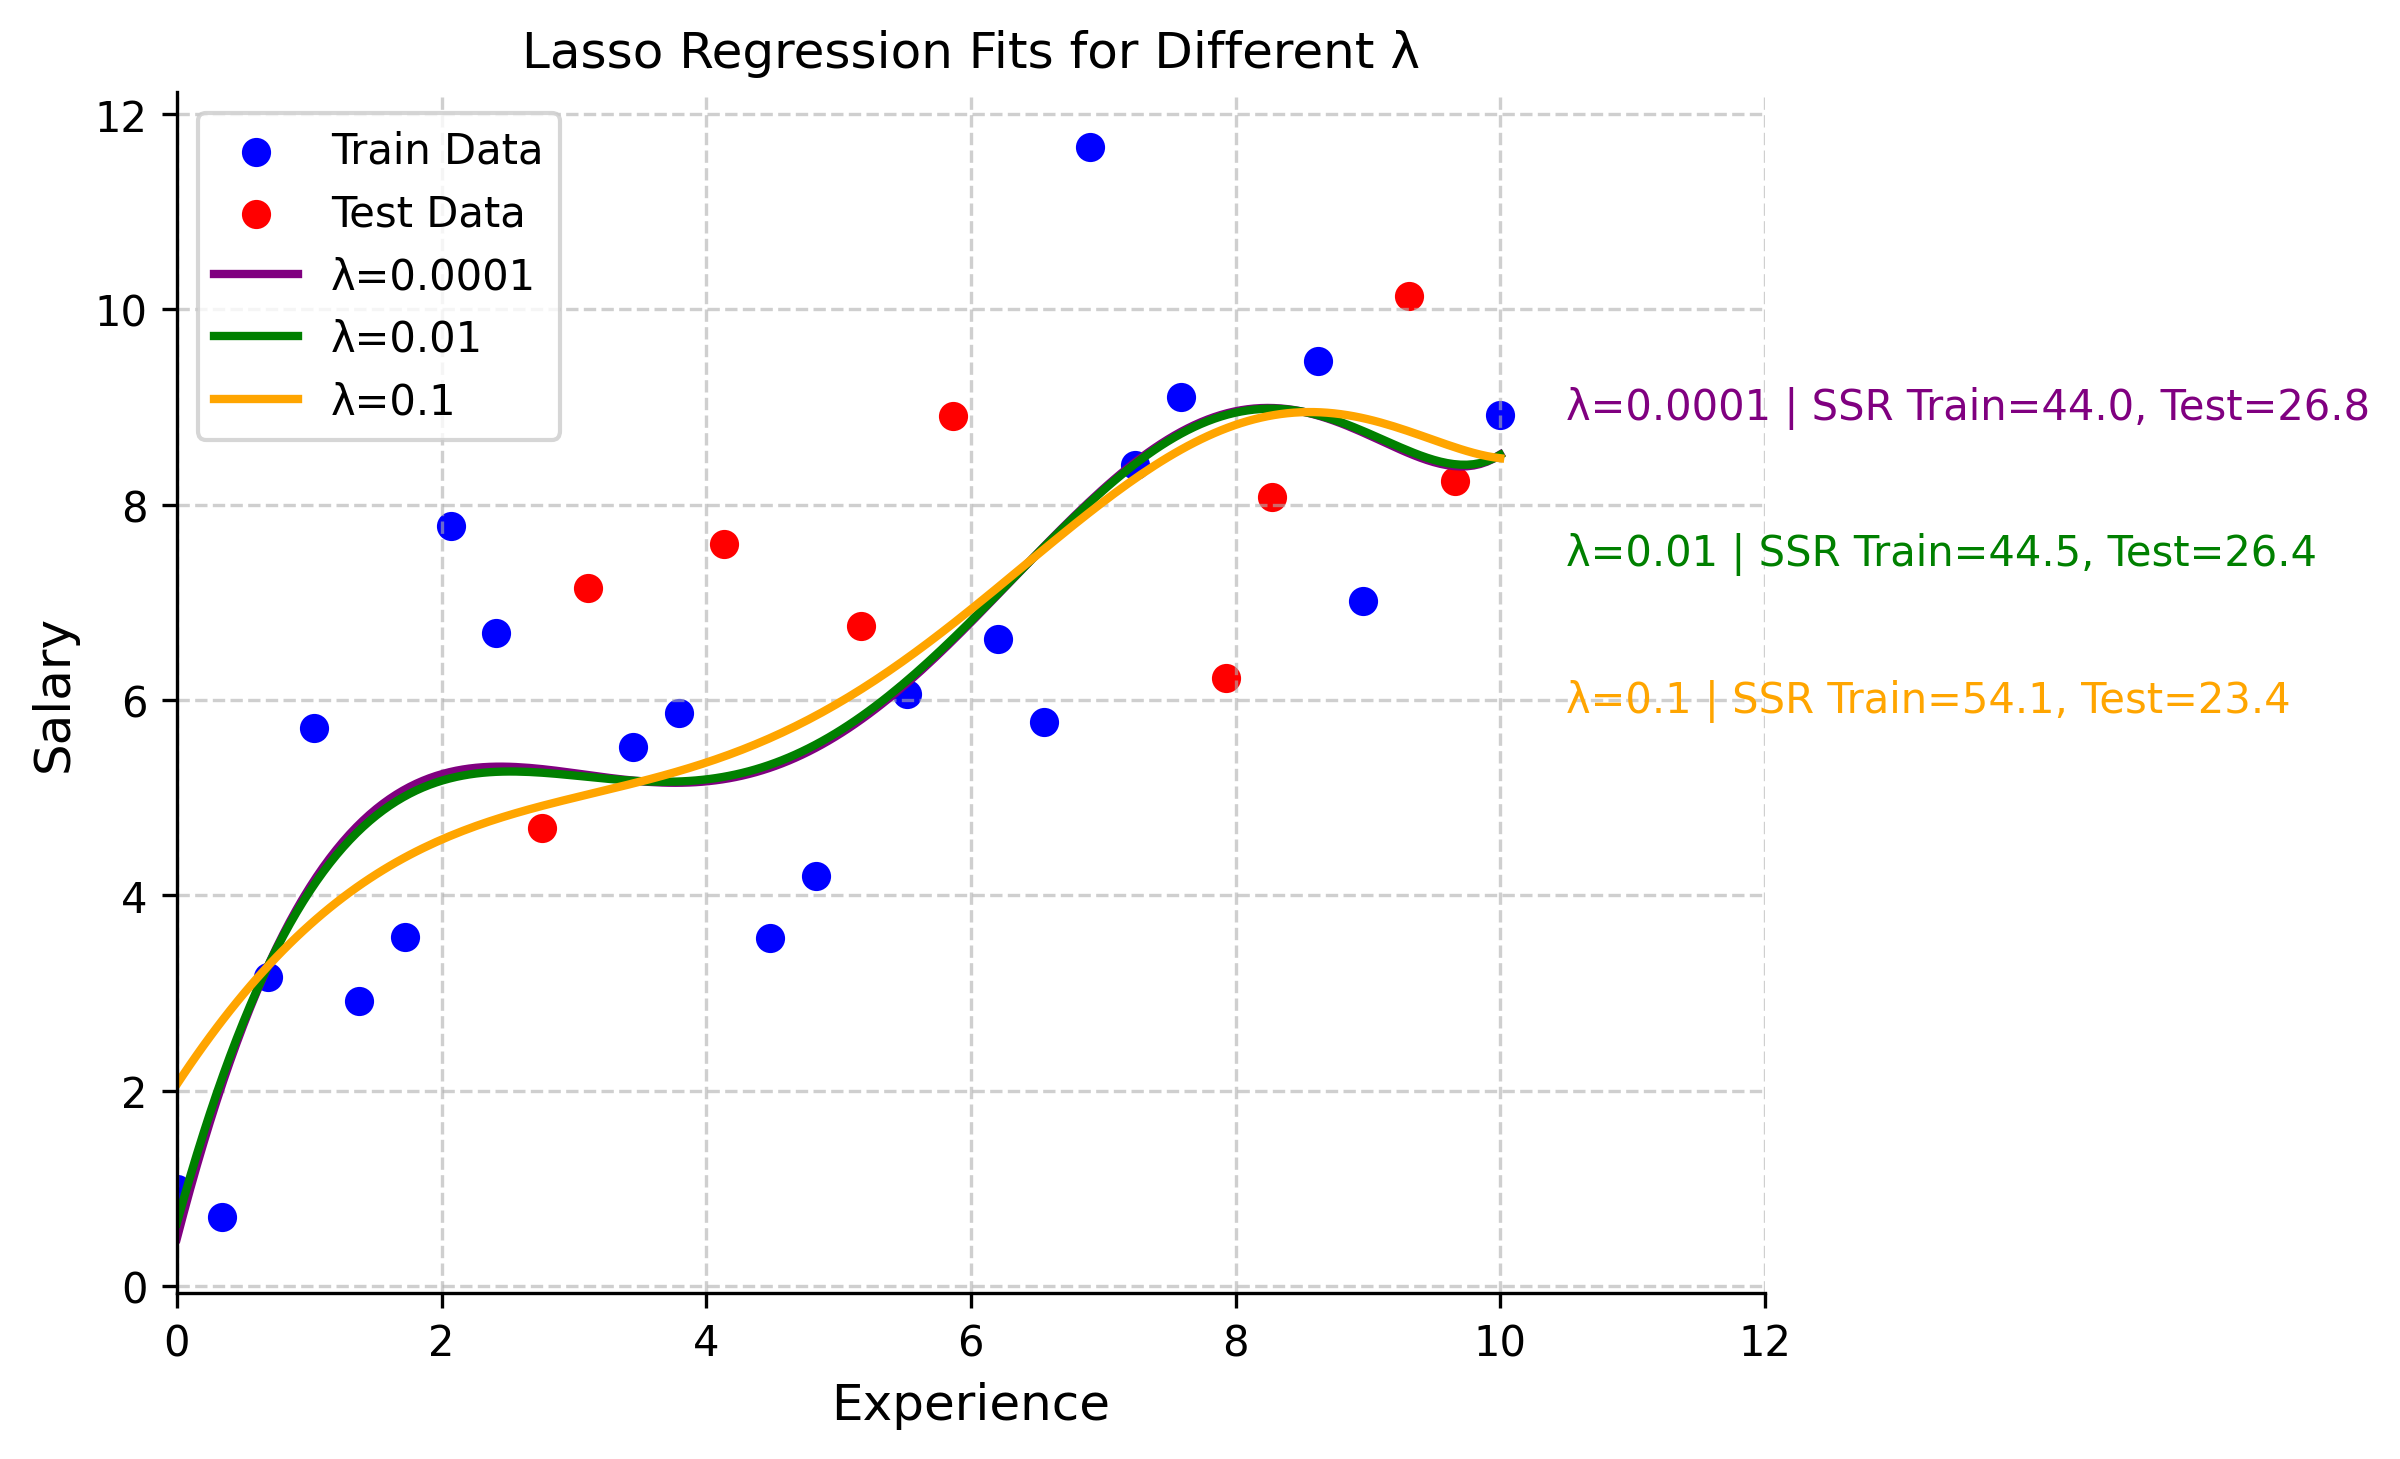 Lasso Regression Fits for Different λ
Train Data
Test Data
λ=0.0001
λ=0.01
λ=0.1
12
10
8
6
4
2
0
Salary
0 2 4 6 8 10 12
Experience
λ=0.0001 | SSR Train=44.0, Test=26.8
λ=0.01 | SSR Train=44.5, Test=26.4
λ=0.1 | SSR Train=54.1, Test=23.4